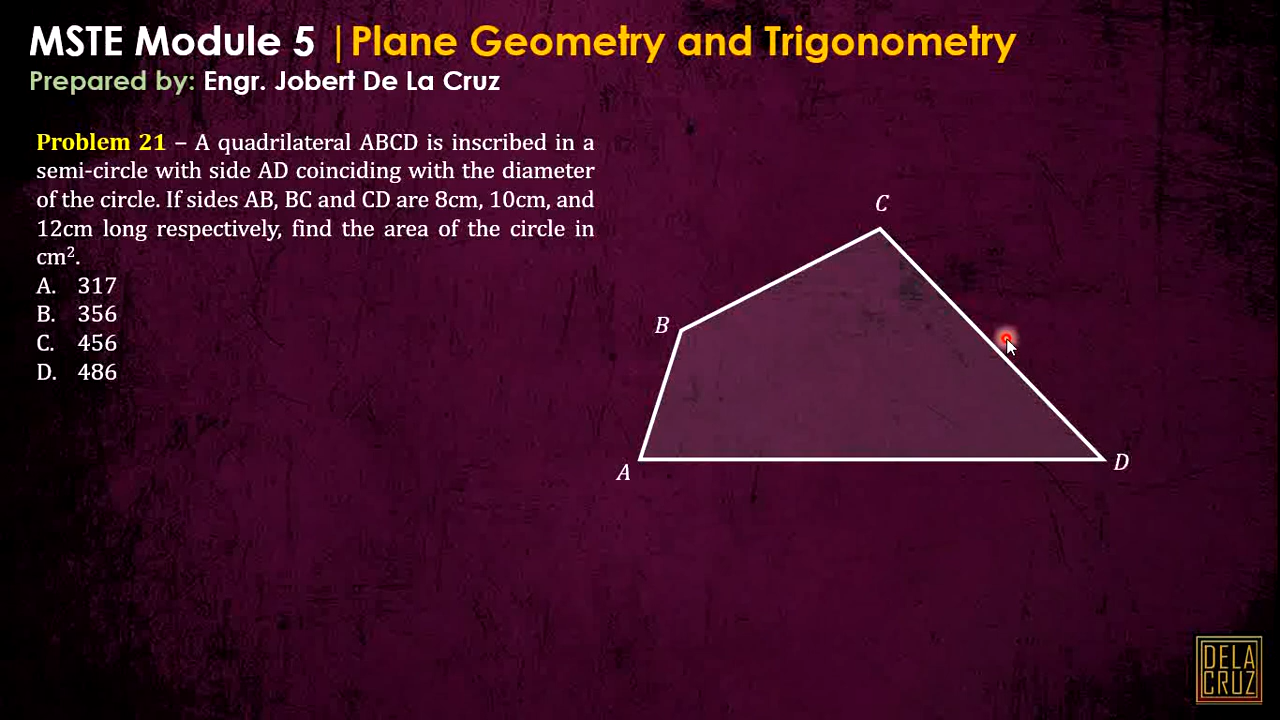 MSTE Module 5 | Plane Geometry and Trigonometry
Prepared by: Engr. Jobert De La Cruz
Problem 21 – A quadrilateral ABCD is inscribed in a
semi-circle with side AD coinciding with the diameter
of the circle. If sides AB, BC and CD are 8cm, 10cm, and
12cm long respectively, find the area of the circle in
cm².
A. 317
B. 356
C. 456
D. 486
C
B
A
D
DELA
CRUZ